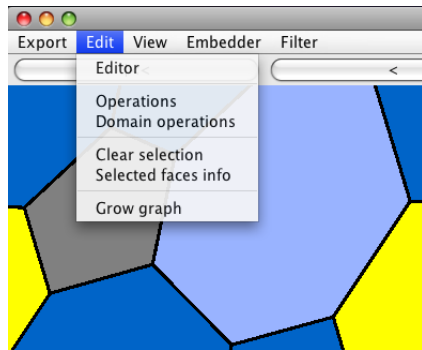 Export Edit View Embedder Filter
<
<
Editor
Operations
Domain operations
Clear selection
Selected faces info
Grow graph